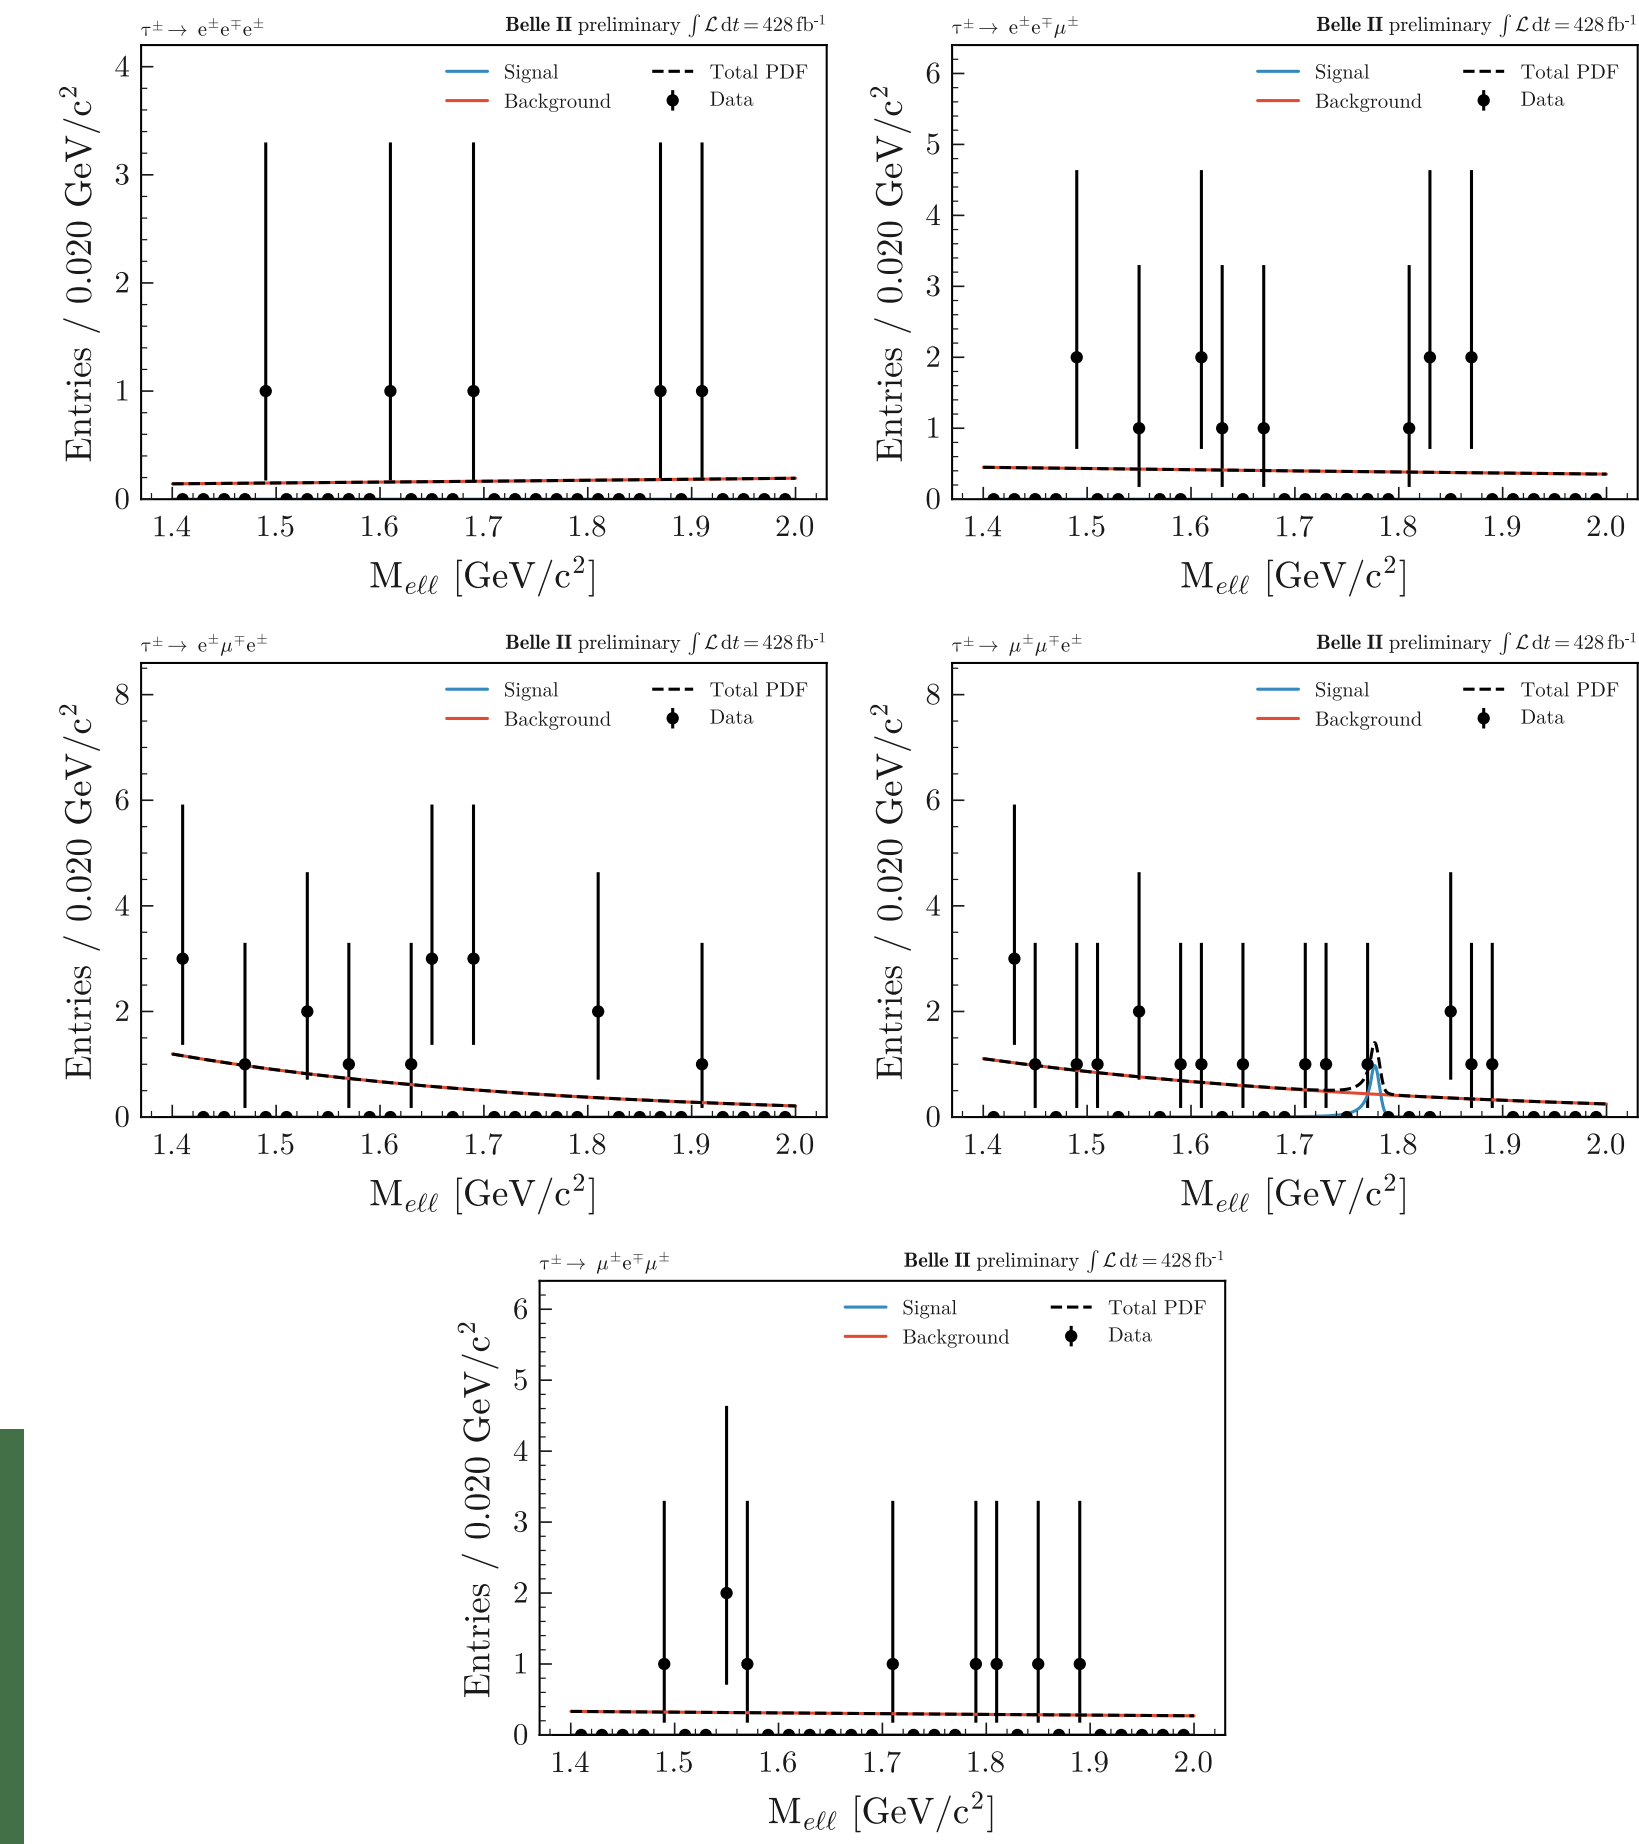 τ± → e±e∓e± Belle II preliminary ∫ℒdt = 428 fb⁻¹
Signal Total PDF
Background Data
Entries / 0.020 GeV/c²
4
3
2
1
0
1.4 1.5 1.6 1.7 1.8 1.9 2.0
M_eℓℓ [GeV/c²]
τ± → e±e∓μ± Belle II preliminary ∫ℒdt = 428 fb⁻¹
Signal Total PDF
Background Data
Entries / 0.020 GeV/c²
6
5
4
3
2
1
0
1.4 1.5 1.6 1.7 1.8 1.9 2.0
M_eℓℓ [GeV/c²]
τ± → e±μ∓e± Belle II preliminary ∫ℒdt = 428 fb⁻¹
Signal Total PDF
Background Data
Entries / 0.020 GeV/c²
8
6
4
2
0
1.4 1.5 1.6 1.7 1.8 1.9 2.0
M_eℓℓ [GeV/c²]
τ± → μ±μ∓e± Belle II preliminary ∫ℒdt = 428 fb⁻¹
Signal Total PDF
Background Data
Entries / 0.020 GeV/c²
8
6
4
2
0
1.4 1.5 1.6 1.7 1.8 1.9 2.0
M_eℓℓ [GeV/c²]
τ± → μ±e∓μ± Belle II preliminary ∫ℒdt = 428 fb⁻¹
Signal Total PDF
Background Data
Entries / 0.020 GeV/c²
6
5
4
3
2
1
0
1.4 1.5 1.6 1.7 1.8 1.9 2.0
M_eℓℓ [GeV/c²]